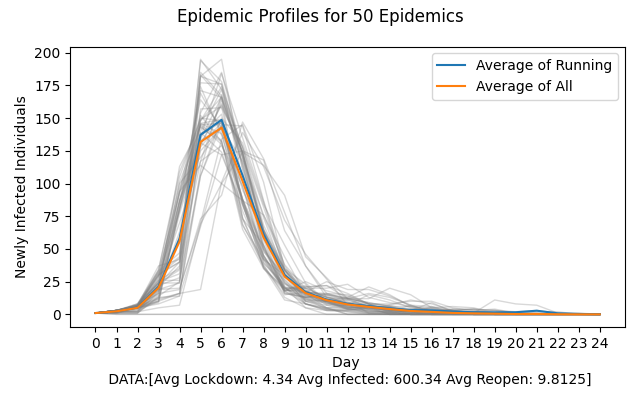 Epidemic Profiles for 50 Epidemics
200
175
150
125
100
75
50
25
0
Newly Infected Individuals
Average of Running
Average of All
0 1 2 3 4 5 6 7 8 9 10 11 12 13 14 15 16 17 18 19 20 21 22 23 24
Day
DATA:[Avg Lockdown: 4.34 Avg Infected: 600.34 Avg Reopen: 9.8125]